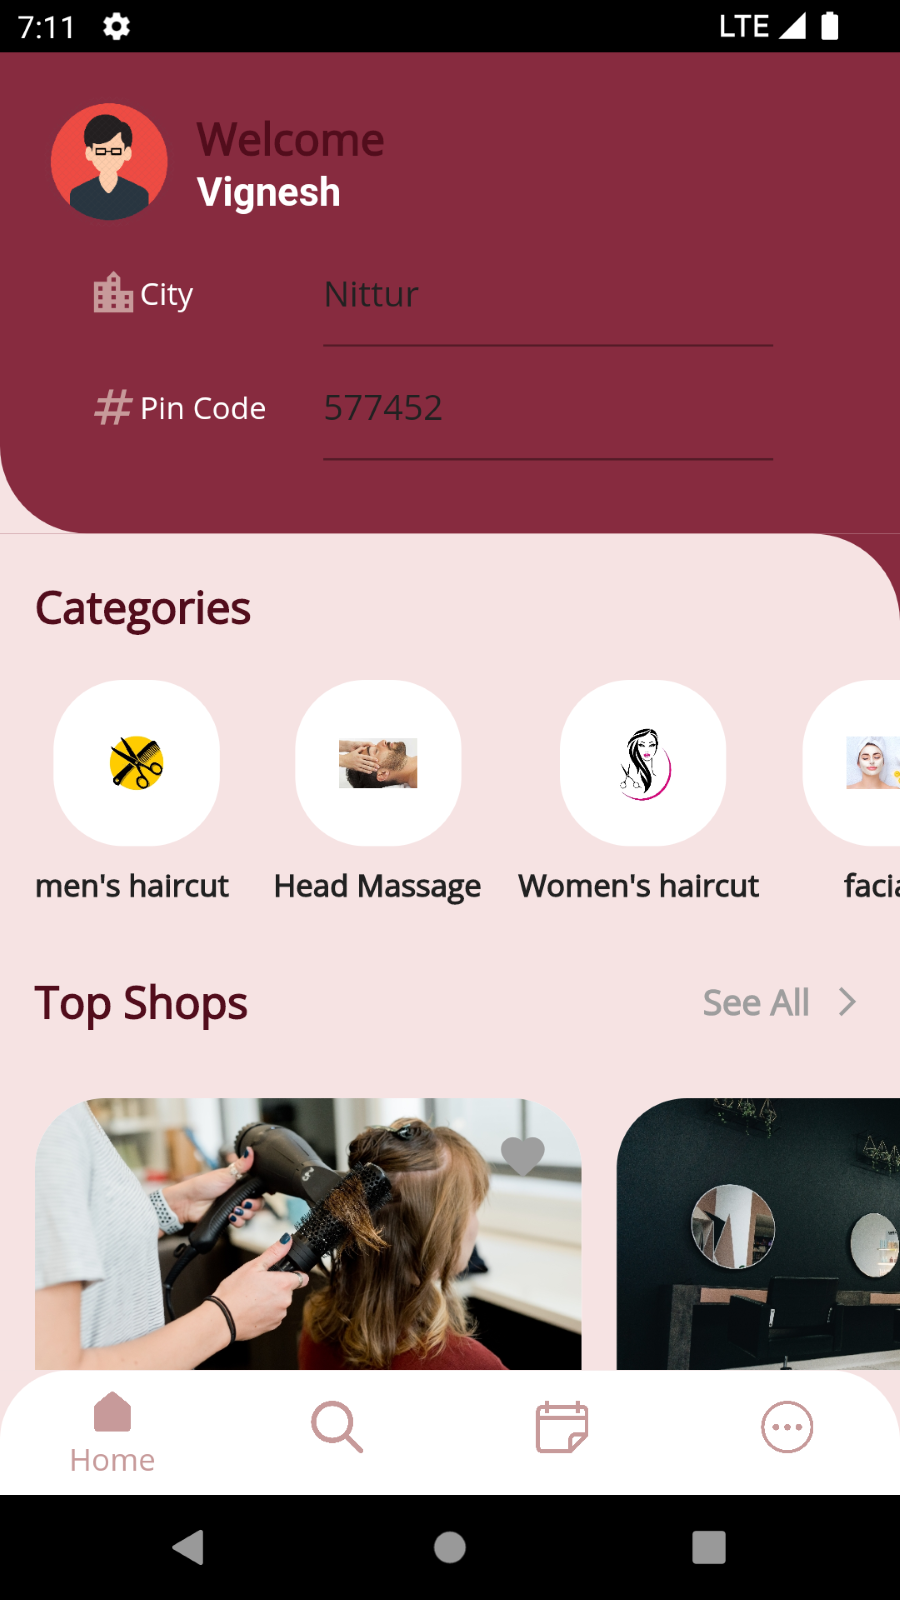 7:11 LTE
Welcome
Vignesh
City Nittur
# Pin Code 577452
Categories
men's haircut Head Massage Women's haircut facia
Top Shops See All
Home